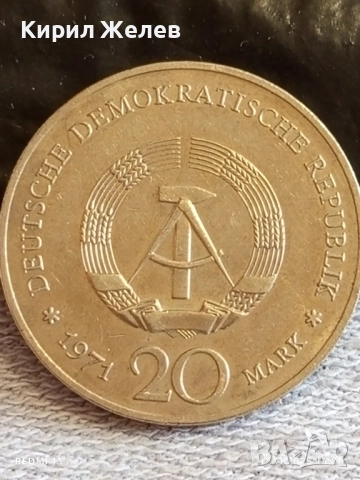 Кирил Желев
DEUTSCHE DEMOKRATISCHE REPUBLIK
* 1971 20 MARK *